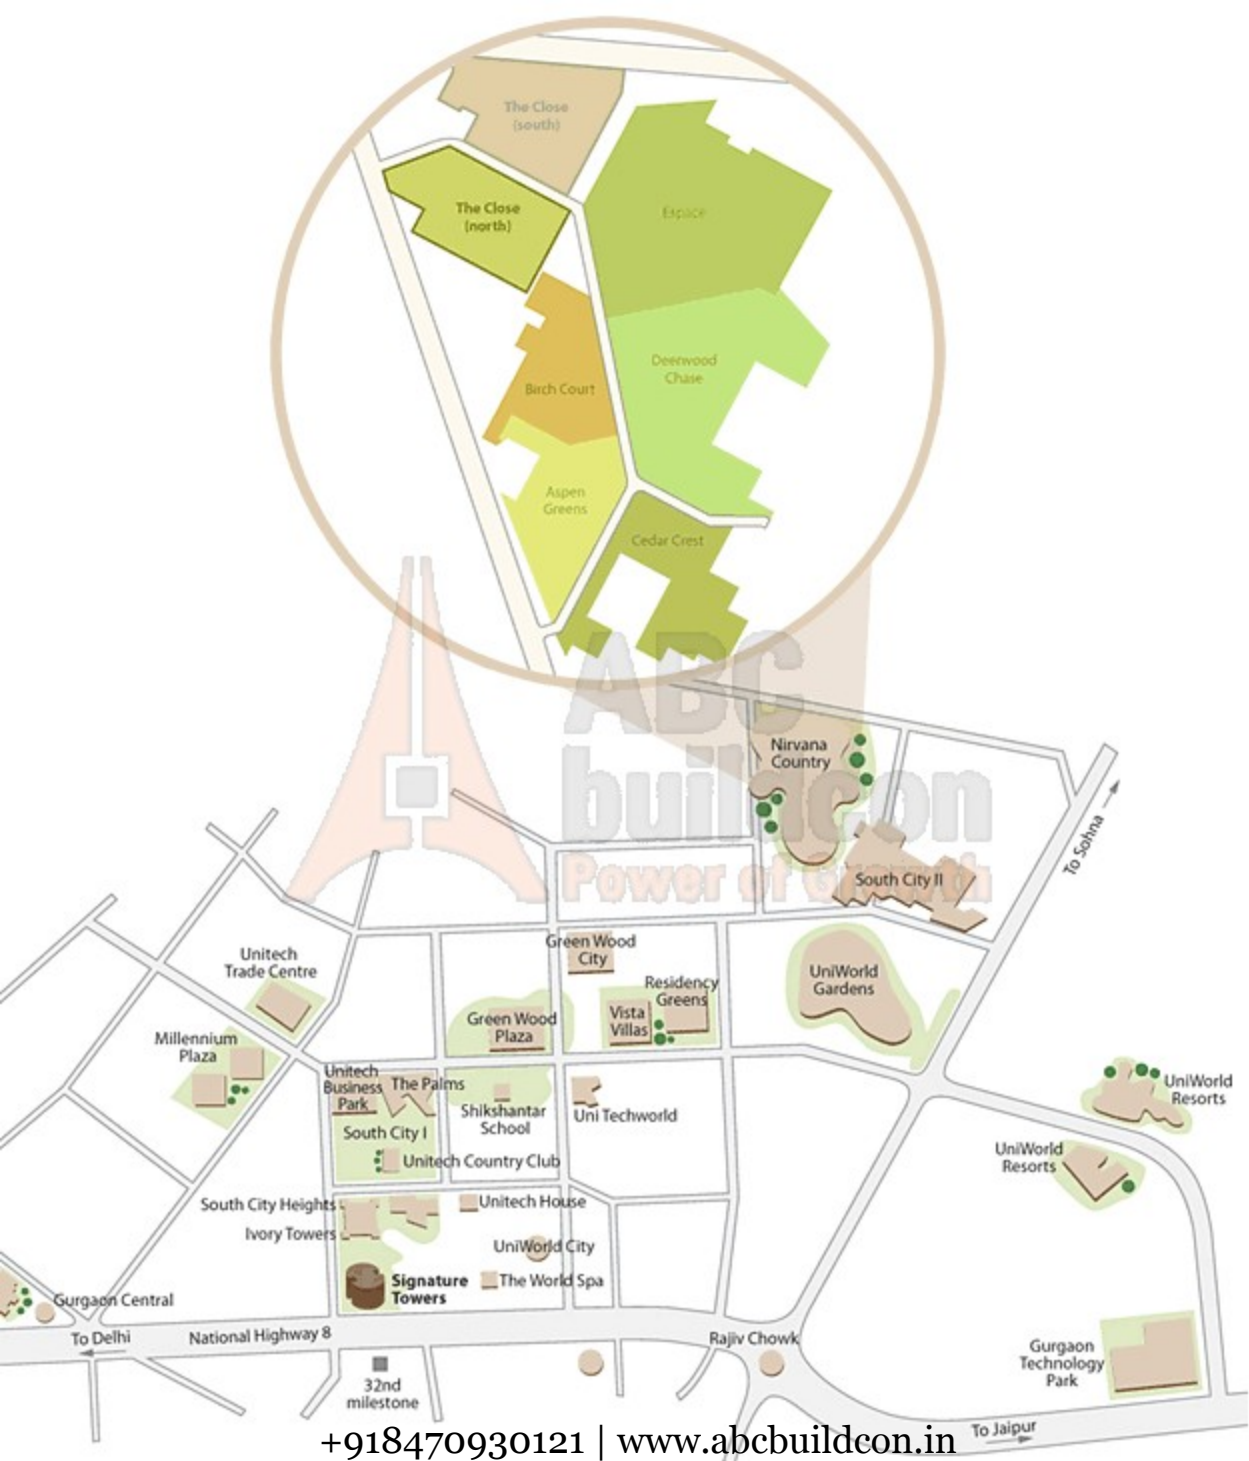 The Close
(south)
The Close
(north)
Espace
Deerwood
Chase
Birch Court
Aspen
Greens
Cedar Crest
ABC
buildcon
Power of Growth
Nirvana
Country
To Sohna
South City II
Unitech
Trade Centre
Green Wood
City
UniWorld
Gardens
Residency
Greens
Vista
Villas
Green Wood
Plaza
Millennium
Plaza
Unitech
Business
Park
The Palms
Shikshantar
School
Uni Techworld
UniWorld
Resorts
South City I
Unitech Country Club
UniWorld
Resorts
South City Heights
Unitech House
Ivory Towers
UniWorld City
Signature
Towers
The World Spa
Gurgaon Central
To Delhi
National Highway 8
Rajiv Chowk
Gurgaon
Technology
Park
32nd
milestone
To Jaipur
+918470930121 | www.abcbuildcon.in